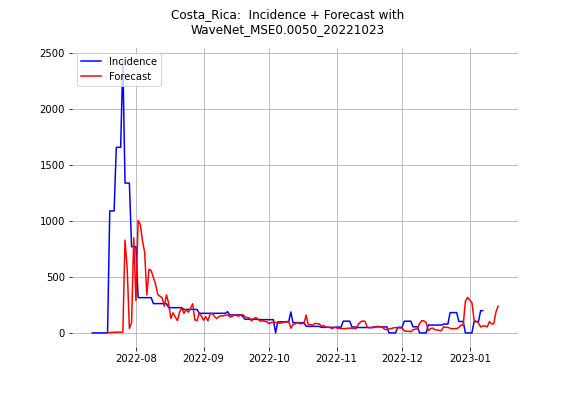 Costa_Rica:  Incidence + Forecast with
WaveNet_MSE0.0050_20221023
Incidence
Forecast
2500
2000
1500
1000
500
0
2022-08 2022-09 2022-10 2022-11 2022-12 2023-01